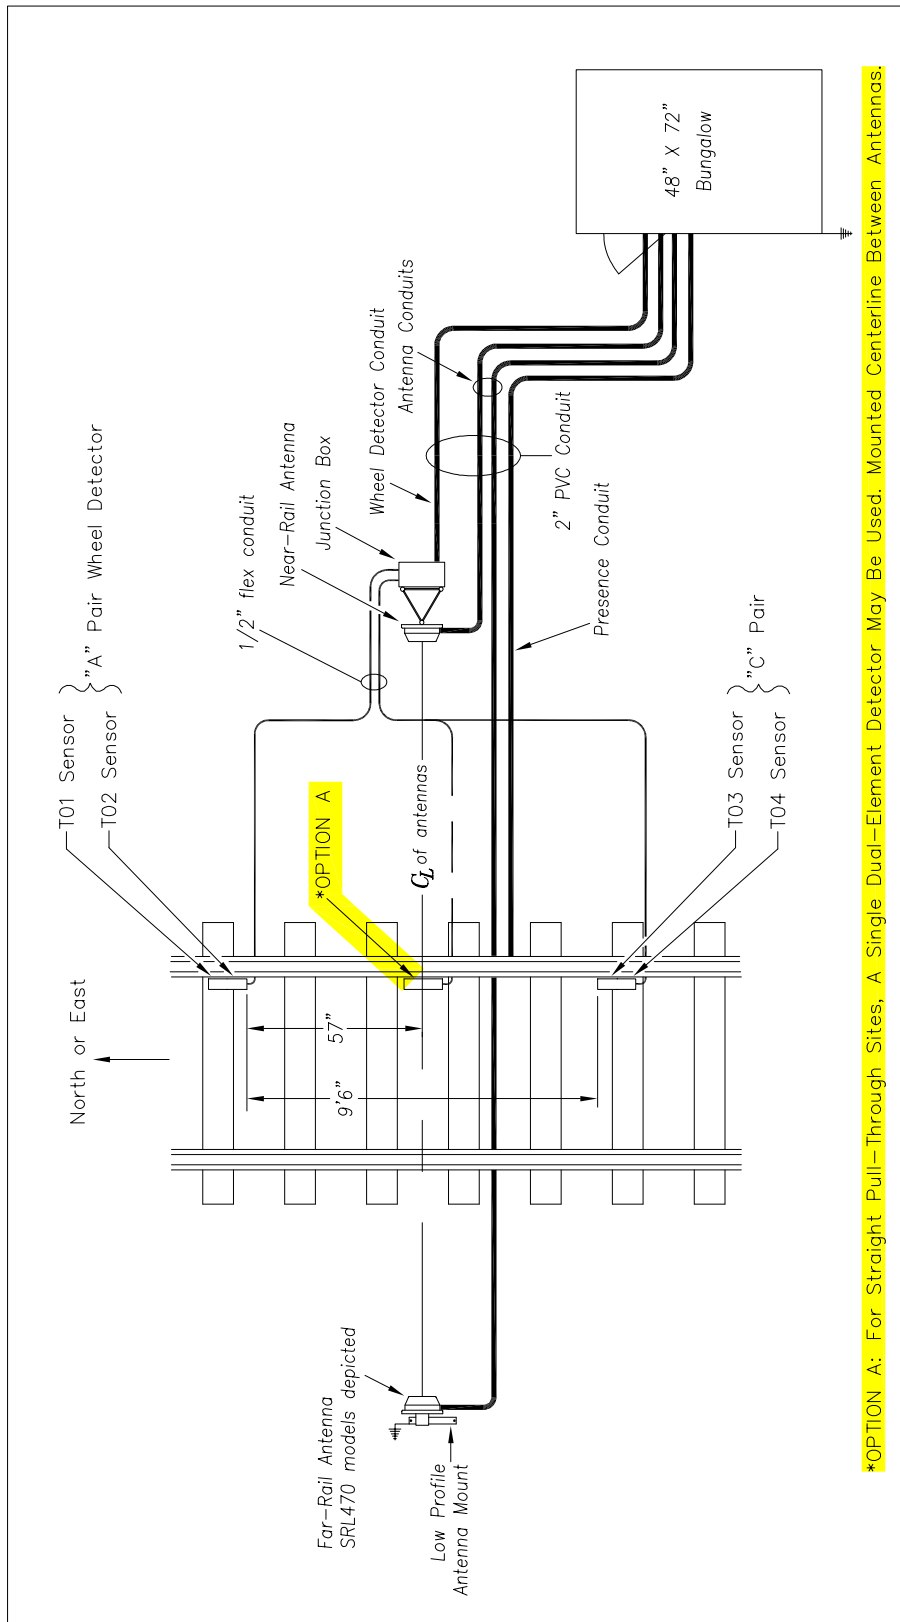 North or East
T01 Sensor
T02 Sensor
"A" Pair Wheel Detector
1/2" flex conduit
Near-Rail Antenna
Junction Box
Wheel Detector Conduit
Antenna Conduits
2" PVC Conduit
Presence Conduit
48" X 72"
Bungalow
*OPTION A
CL of antennas
57"
9'6"
T03 Sensor
T04 Sensor
"C" Pair
Far-Rail Antenna
SRL470 models depicted
Low Profile
Antenna Mount
*OPTION A: For Straight Pull-Through Sites, A Single Dual-Element Detector May Be Used. Mounted Centerline Between Antennas.